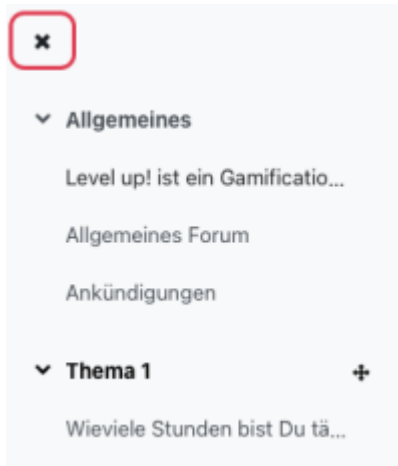 Allgemeines
Level up! ist ein Gamificatio...
Allgemeines Forum
Ankündigungen
Thema 1
Wieviele Stunden bist Du tä...